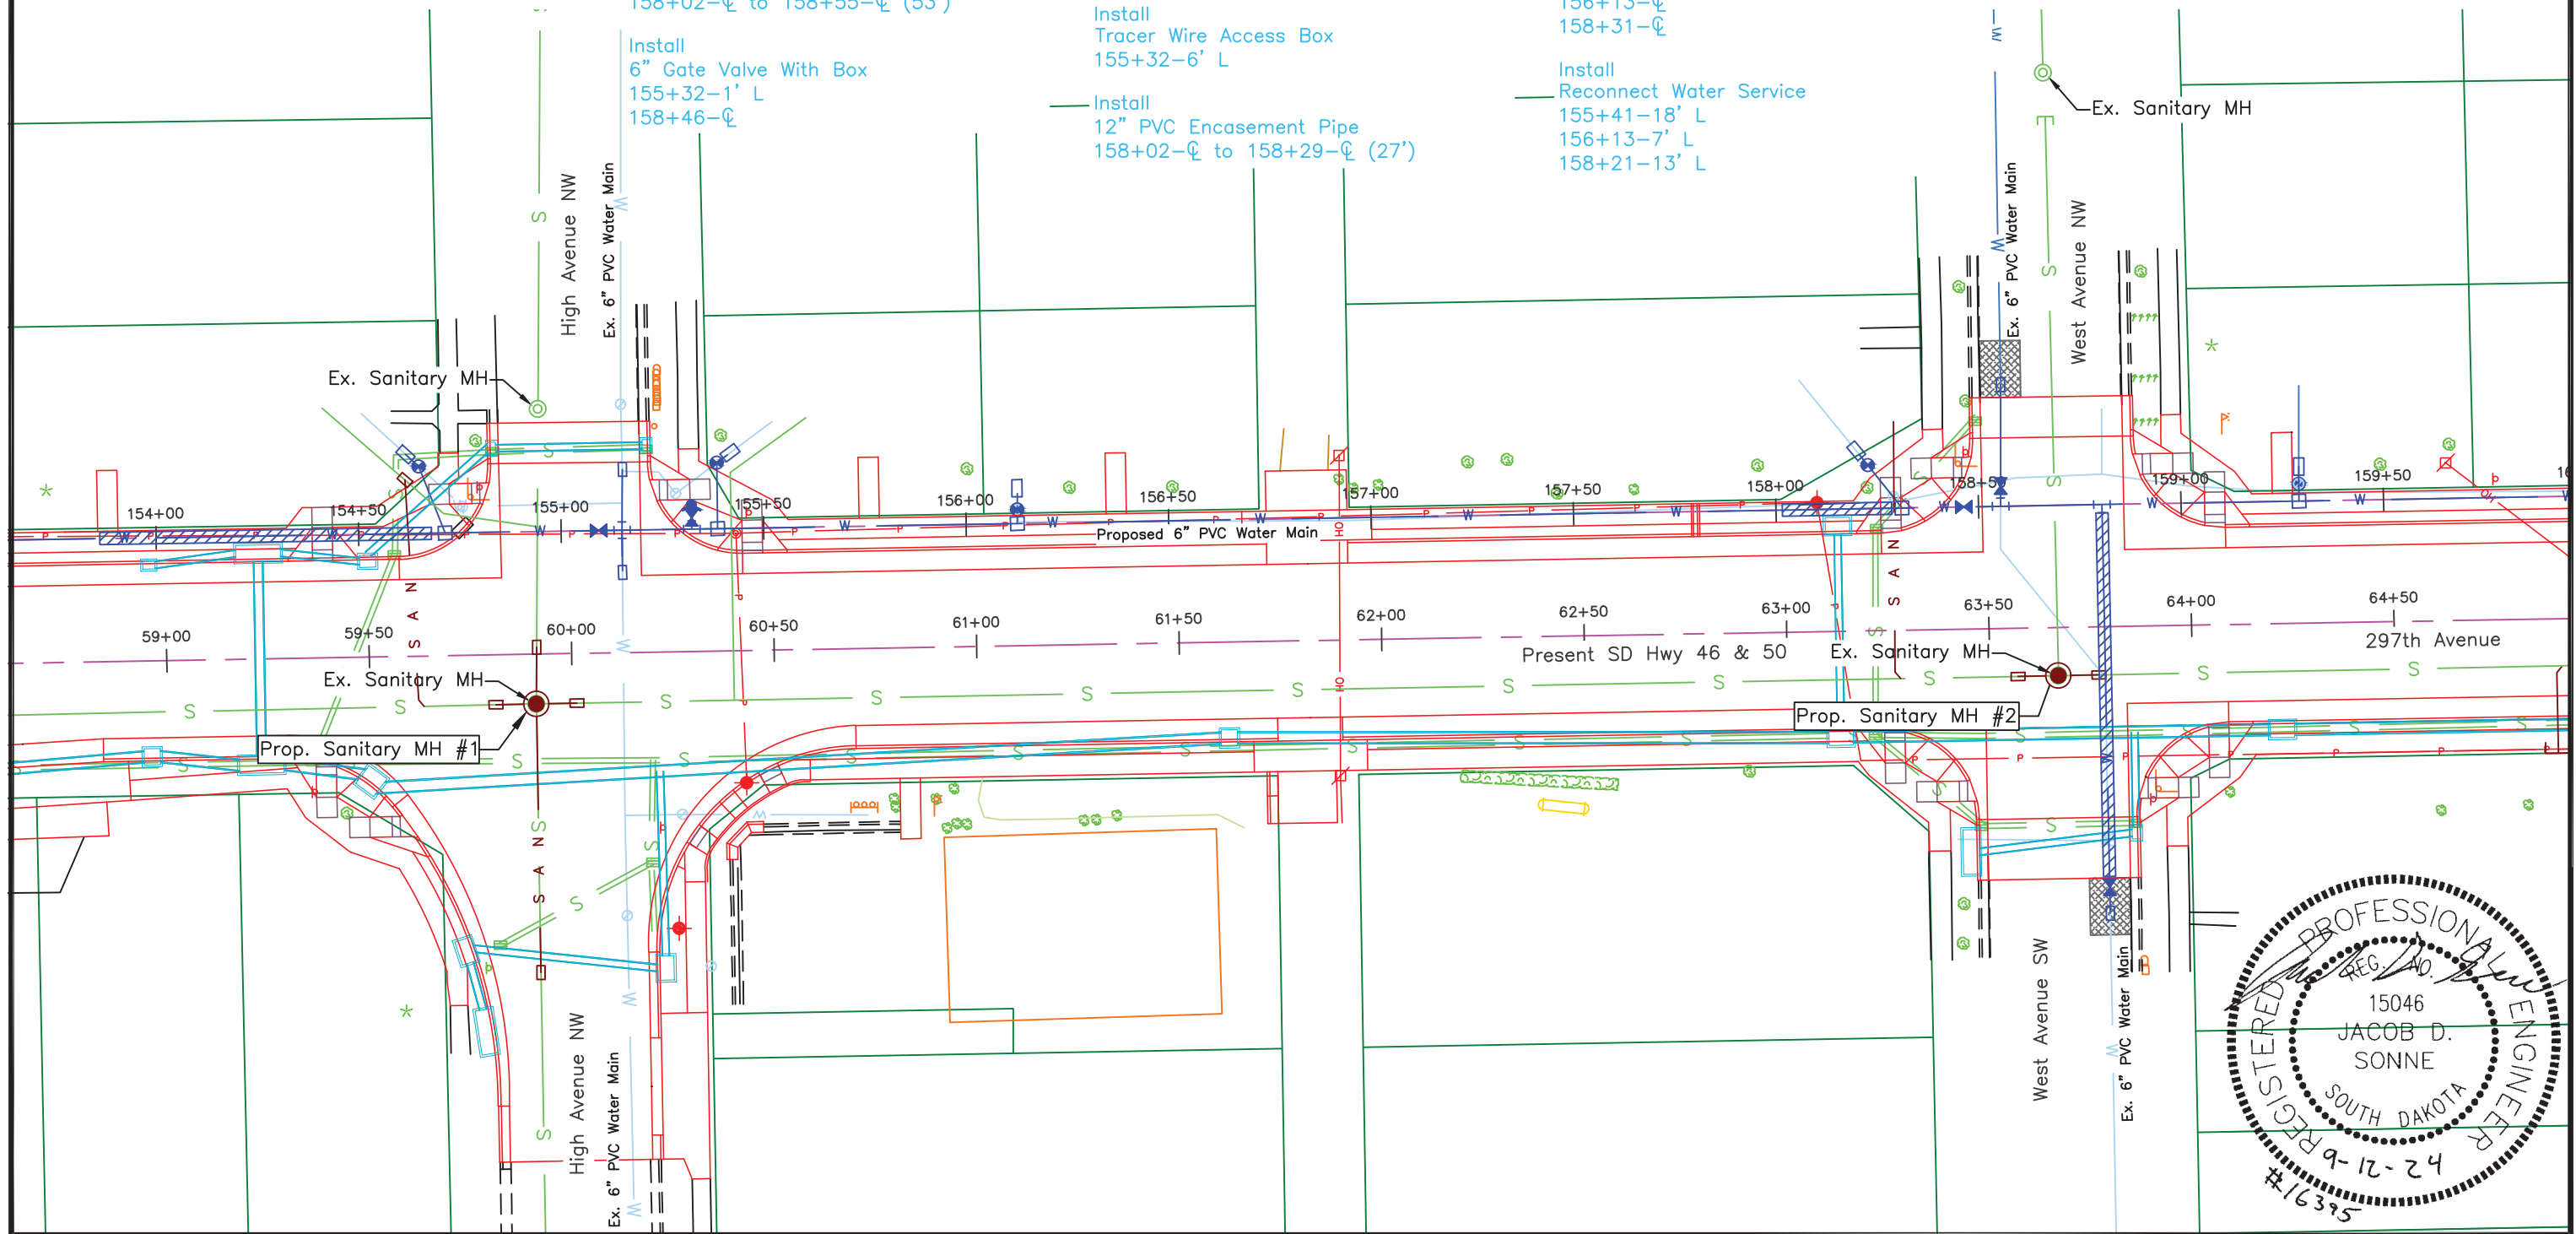 158+02-℄ to 158+55-℄ (53')
Install
6" Gate Valve With Box
155+32-1' L
158+46-℄
Install
Tracer Wire Access Box
155+32-6' L
Install
12" PVC Encasement Pipe
158+02-℄ to 158+29-℄ (27')
156+13-℄
158+31-℄
Install
Reconnect Water Service
155+41-18' L
156+13-7' L
158+21-13' L
Ex. Sanitary MH
High Avenue NW
Ex. 6" PVC Water Main
Ex. 6" PVC Water Main
West Avenue NW
Ex. Sanitary MH
154+00
154+50
155+00
155+50
156+00
156+50
157+00
157+50
158+00
158+50
159+00
159+50
Proposed 6" PVC Water Main
SAN
SAN
59+00
59+50
60+00
60+50
61+00
61+50
62+00
62+50
63+00
63+50
64+00
64+50
297th Avenue
Present SD Hwy 46 & 50
Ex. Sanitary MH
Ex. Sanitary MH
Prop. Sanitary MH #1
Prop. Sanitary MH #2
SAN
High Avenue NW
Ex. 6" PVC Water Main
West Avenue SW
Ex. 6" PVC Water Main
REGISTERED PROFESSIONAL ENGINEER
REG. NO.
15046
JACOB D.
SONNE
SOUTH DAKOTA
9-12-24
#16395